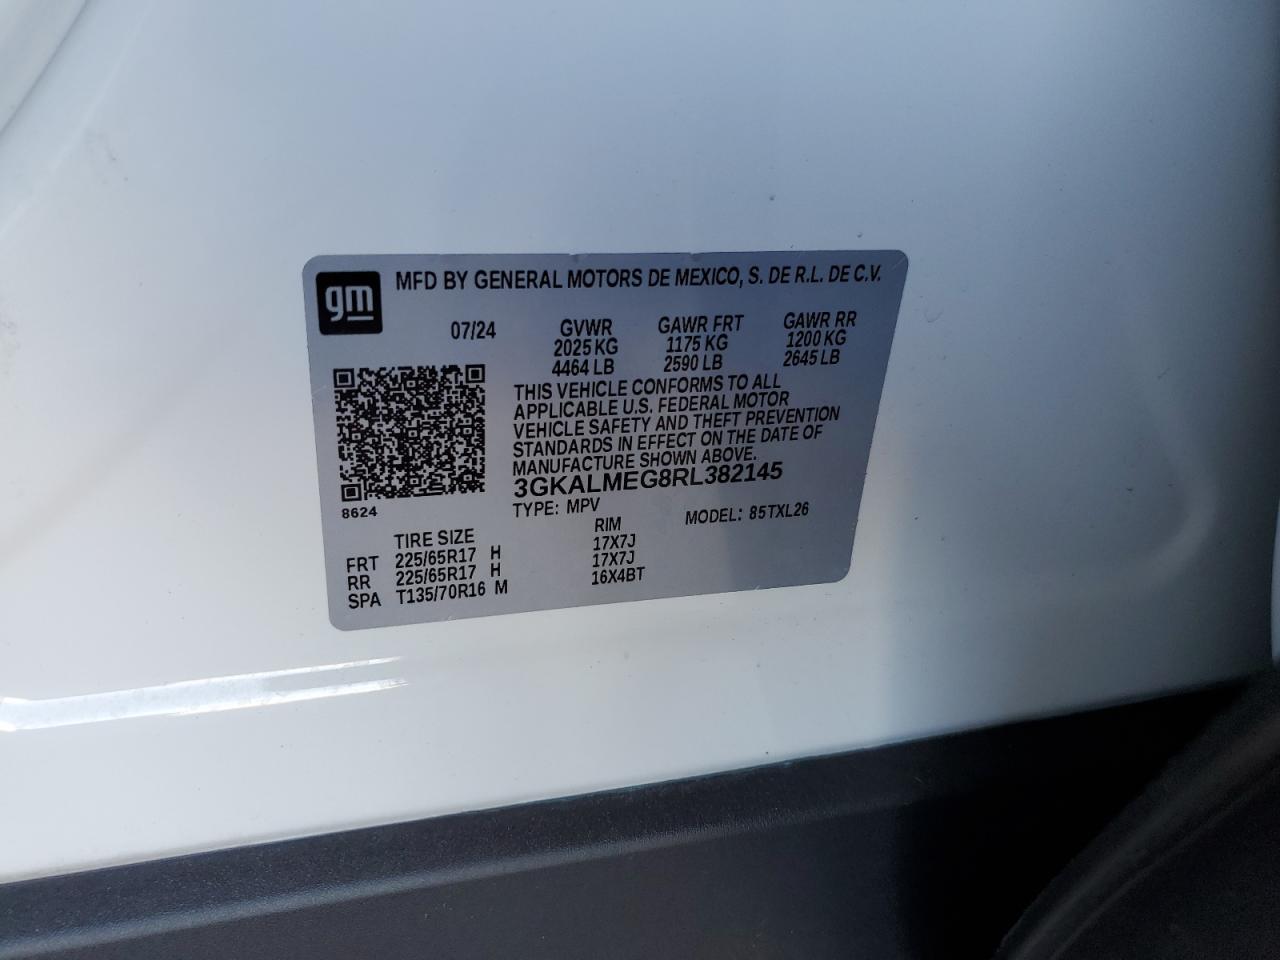 gm
MFD BY GENERAL MOTORS DE MEXICO, S. DE R.L. DE C.V.
07/24 GVWR GAWR FRT GAWR RR
2025 KG 1175 KG 1200 KG
4464 LB 2590 LB 2645 LB
THIS VEHICLE CONFORMS TO ALL
APPLICABLE U.S. FEDERAL MOTOR
VEHICLE SAFETY AND THEFT PREVENTION
STANDARDS IN EFFECT ON THE DATE OF
MANUFACTURE SHOWN ABOVE.
3GKALMEG8RL382145
8624
TYPE: MPV MODEL: 85TXL26
TIRE SIZE RIM
FRT 225/65R17 H 17X7J
RR 225/65R17 H 17X7J
SPA T135/70R16 M 16X4BT